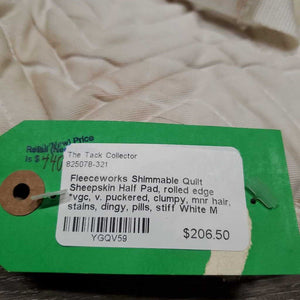 Retail (New) Price
is $ 440
The Tack Collector
825078-321
Fleeceworks Shimmable Quilt
Sheepskin Half Pad, rolled edge
*vgc, v. puckered, clumpy, mnr hair,
stains, dingy, pills, stiff White M
YGQV59
$206.50